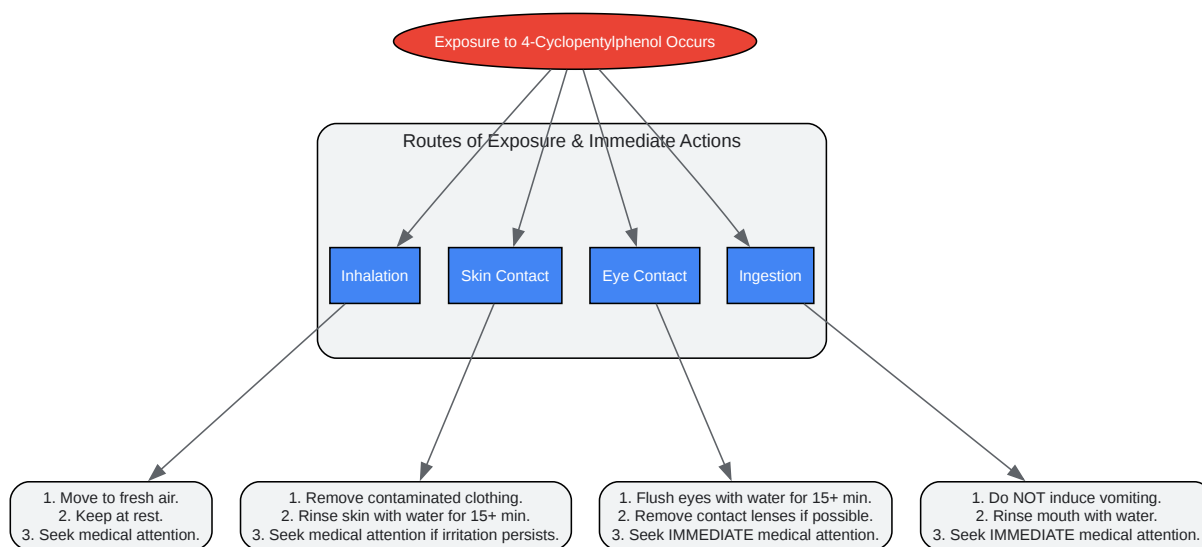 Exposure to 4-Cyclopentylphenol Occurs
Routes of Exposure & Immediate Actions
Inhalation
Skin Contact
Eye Contact
Ingestion
1. Move to fresh air.
2. Keep at rest.
3. Seek medical attention.
1. Remove contaminated clothing.
2. Rinse skin with water for 15+ min.
3. Seek medical attention if irritation persists.
1. Flush eyes with water for 15+ min.
2. Remove contact lenses if possible.
3. Seek IMMEDIATE medical attention.
1. Do NOT induce vomiting.
2. Rinse mouth with water.
3. Seek IMMEDIATE medical attention.